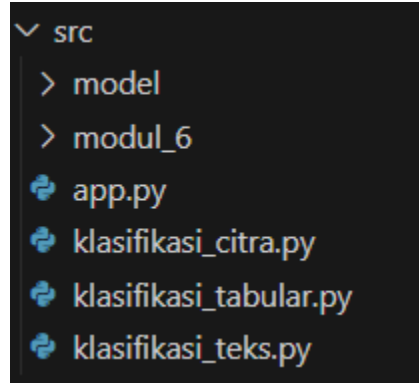 src
model
modul_6
app.py
klasifikasi_citra.py
klasifikasi_tabular.py
klasifikasi_teks.py